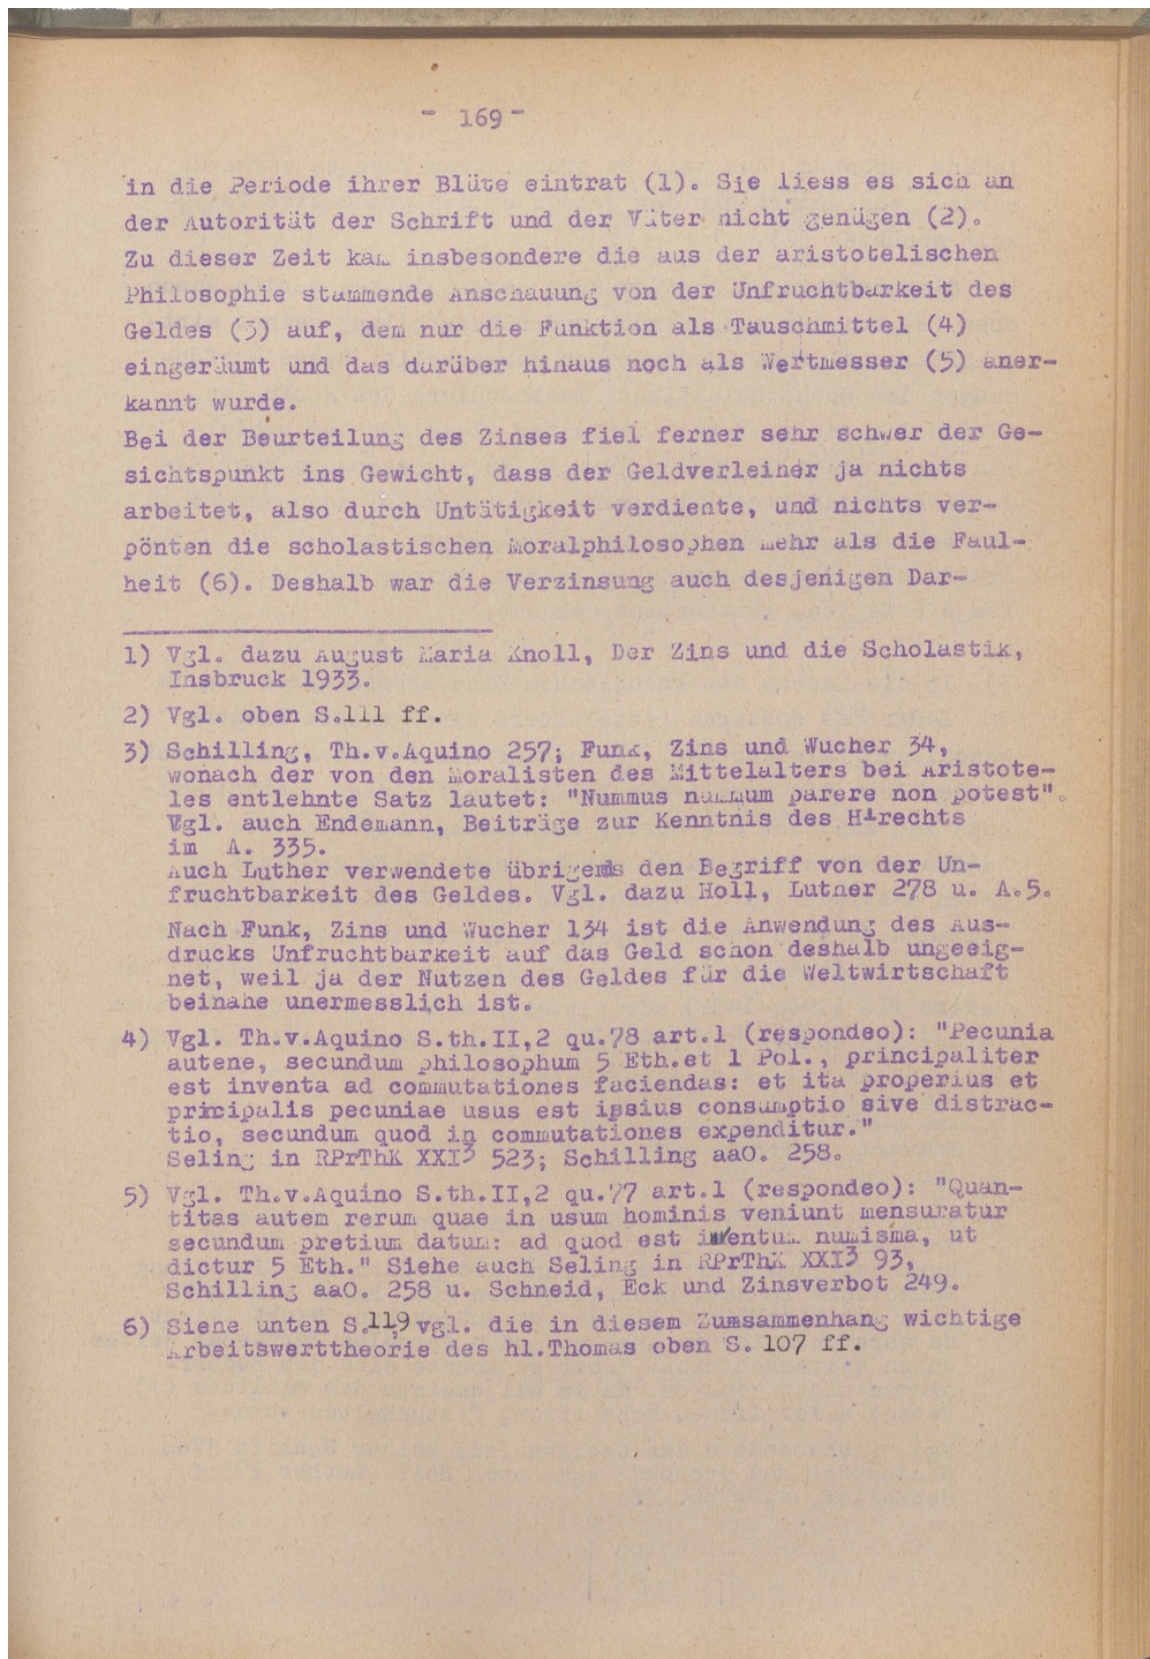 - 169 -
in die Periode ihrer Blüte eintrat (1). Sie liess es sich an
der Autorität der Schrift und der Väter nicht genügen (2).
Zu dieser Zeit kam insbesondere die aus der aristotelischen
Philosophie stammende Anschauung von der Unfruchtbarkeit des
Geldes (3) auf, dem nur die Funktion als Tauschmittel (4)
eingeräumt und das darüber hinaus noch als Wertmesser (5) aner-
kannt wurde.
Bei der Beurteilung des Zinses fiel ferner sehr schwer der Ge-
sichtspunkt ins Gewicht, dass der Geldverleiher ja nichts
arbeitet, also durch Untätigkeit verdiente, und nichts ver-
pönten die scholastischen Moralphilosophen mehr als die Faul-
heit (6). Deshalb war die Verzinsung auch desjenigen Dar-
1) Vgl. dazu August Maria Knoll, Der Zins und die Scholastik,
Insbruck 1933.
2) Vgl. oben S.111 ff.
3) Schilling, Th.v.Aquino 257; Funk, Zins und Wucher 34,
wonach der von den Moralisten des Mittelalters bei Aristote-
les entlehnte Satz lautet: "Nummus nummum parere non potest".
Vgl. auch Endemann, Beiträge zur Kenntnis des H1rechts
im A. 335.
Auch Luther verwendete übrigends den Begriff von der Un-
fruchtbarkeit des Geldes. Vgl. dazu Holl, Luther 278 u. A.5.
Nach Funk, Zins und Wucher 134 ist die Anwendung des Aus-
drucks Unfruchtbarkeit auf das Geld schon deshalb ungeeig-
net, weil ja der Nutzen des Geldes für die Weltwirtschaft
beinahe unermesslich ist.
4) Vgl. Th.v.Aquino S.th.II,2 qu.78 art.1 (respondeo): "Pecunia
autene, secundum philosophum 5 Eth.et 1 Pol., principaliter
est inventa ad commutationes faciendas: et ita properius et
principalis pecuniae usus est ipsius consumptio sive distrac-
tio, secundum quod in commutationes expenditur."
Seling in RPrThK XXI3 523; Schilling aaO. 258.
5) Vgl. Th.v.Aquino S.th.II,2 qu.77 art.1 (respondeo): "Quan-
titas autem rerum quae in usum hominis veniunt mensuratur
secundum pretium datum: ad quod est inventum numisma, ut
dictur 5 Eth." Siehe auch Seling in RPrThK XXI3 93,
Schilling aaO. 258 u. Schneid, Eck und Zinsverbot 249.
6) Siehe unten S.119, vgl. die in diesem Zumsammenhang wichtige
Arbeitswerttheorie des hl.Thomas oben S. 107 ff.